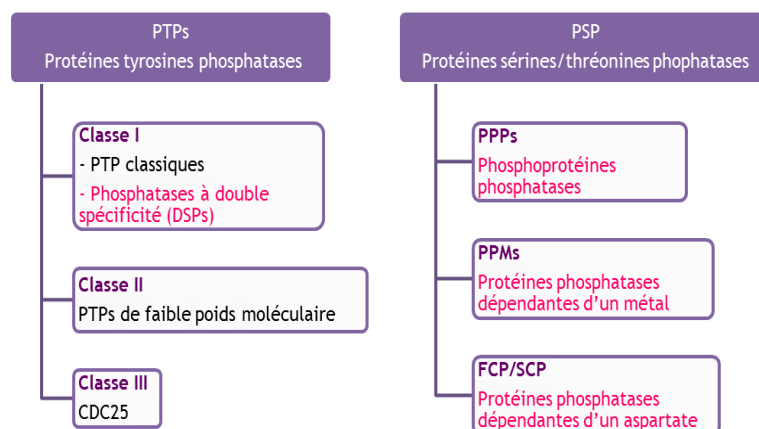 PTPs
Protéines tyrosines phosphatases
Classe I
- PTP classiques
- Phosphatases à double
spécificité (DSPs)
Classe II
PTPs de faible poids moléculaire
Classe III
CDC25
PSP
Protéines sérines/thréonines phophatases
PPPs
Phosphoprotéines
phosphatases
PPMs
Protéines phosphatases
dépendantes d'un métal
FCP/SCP
Protéines phosphatases
dépendantes d'un aspartate